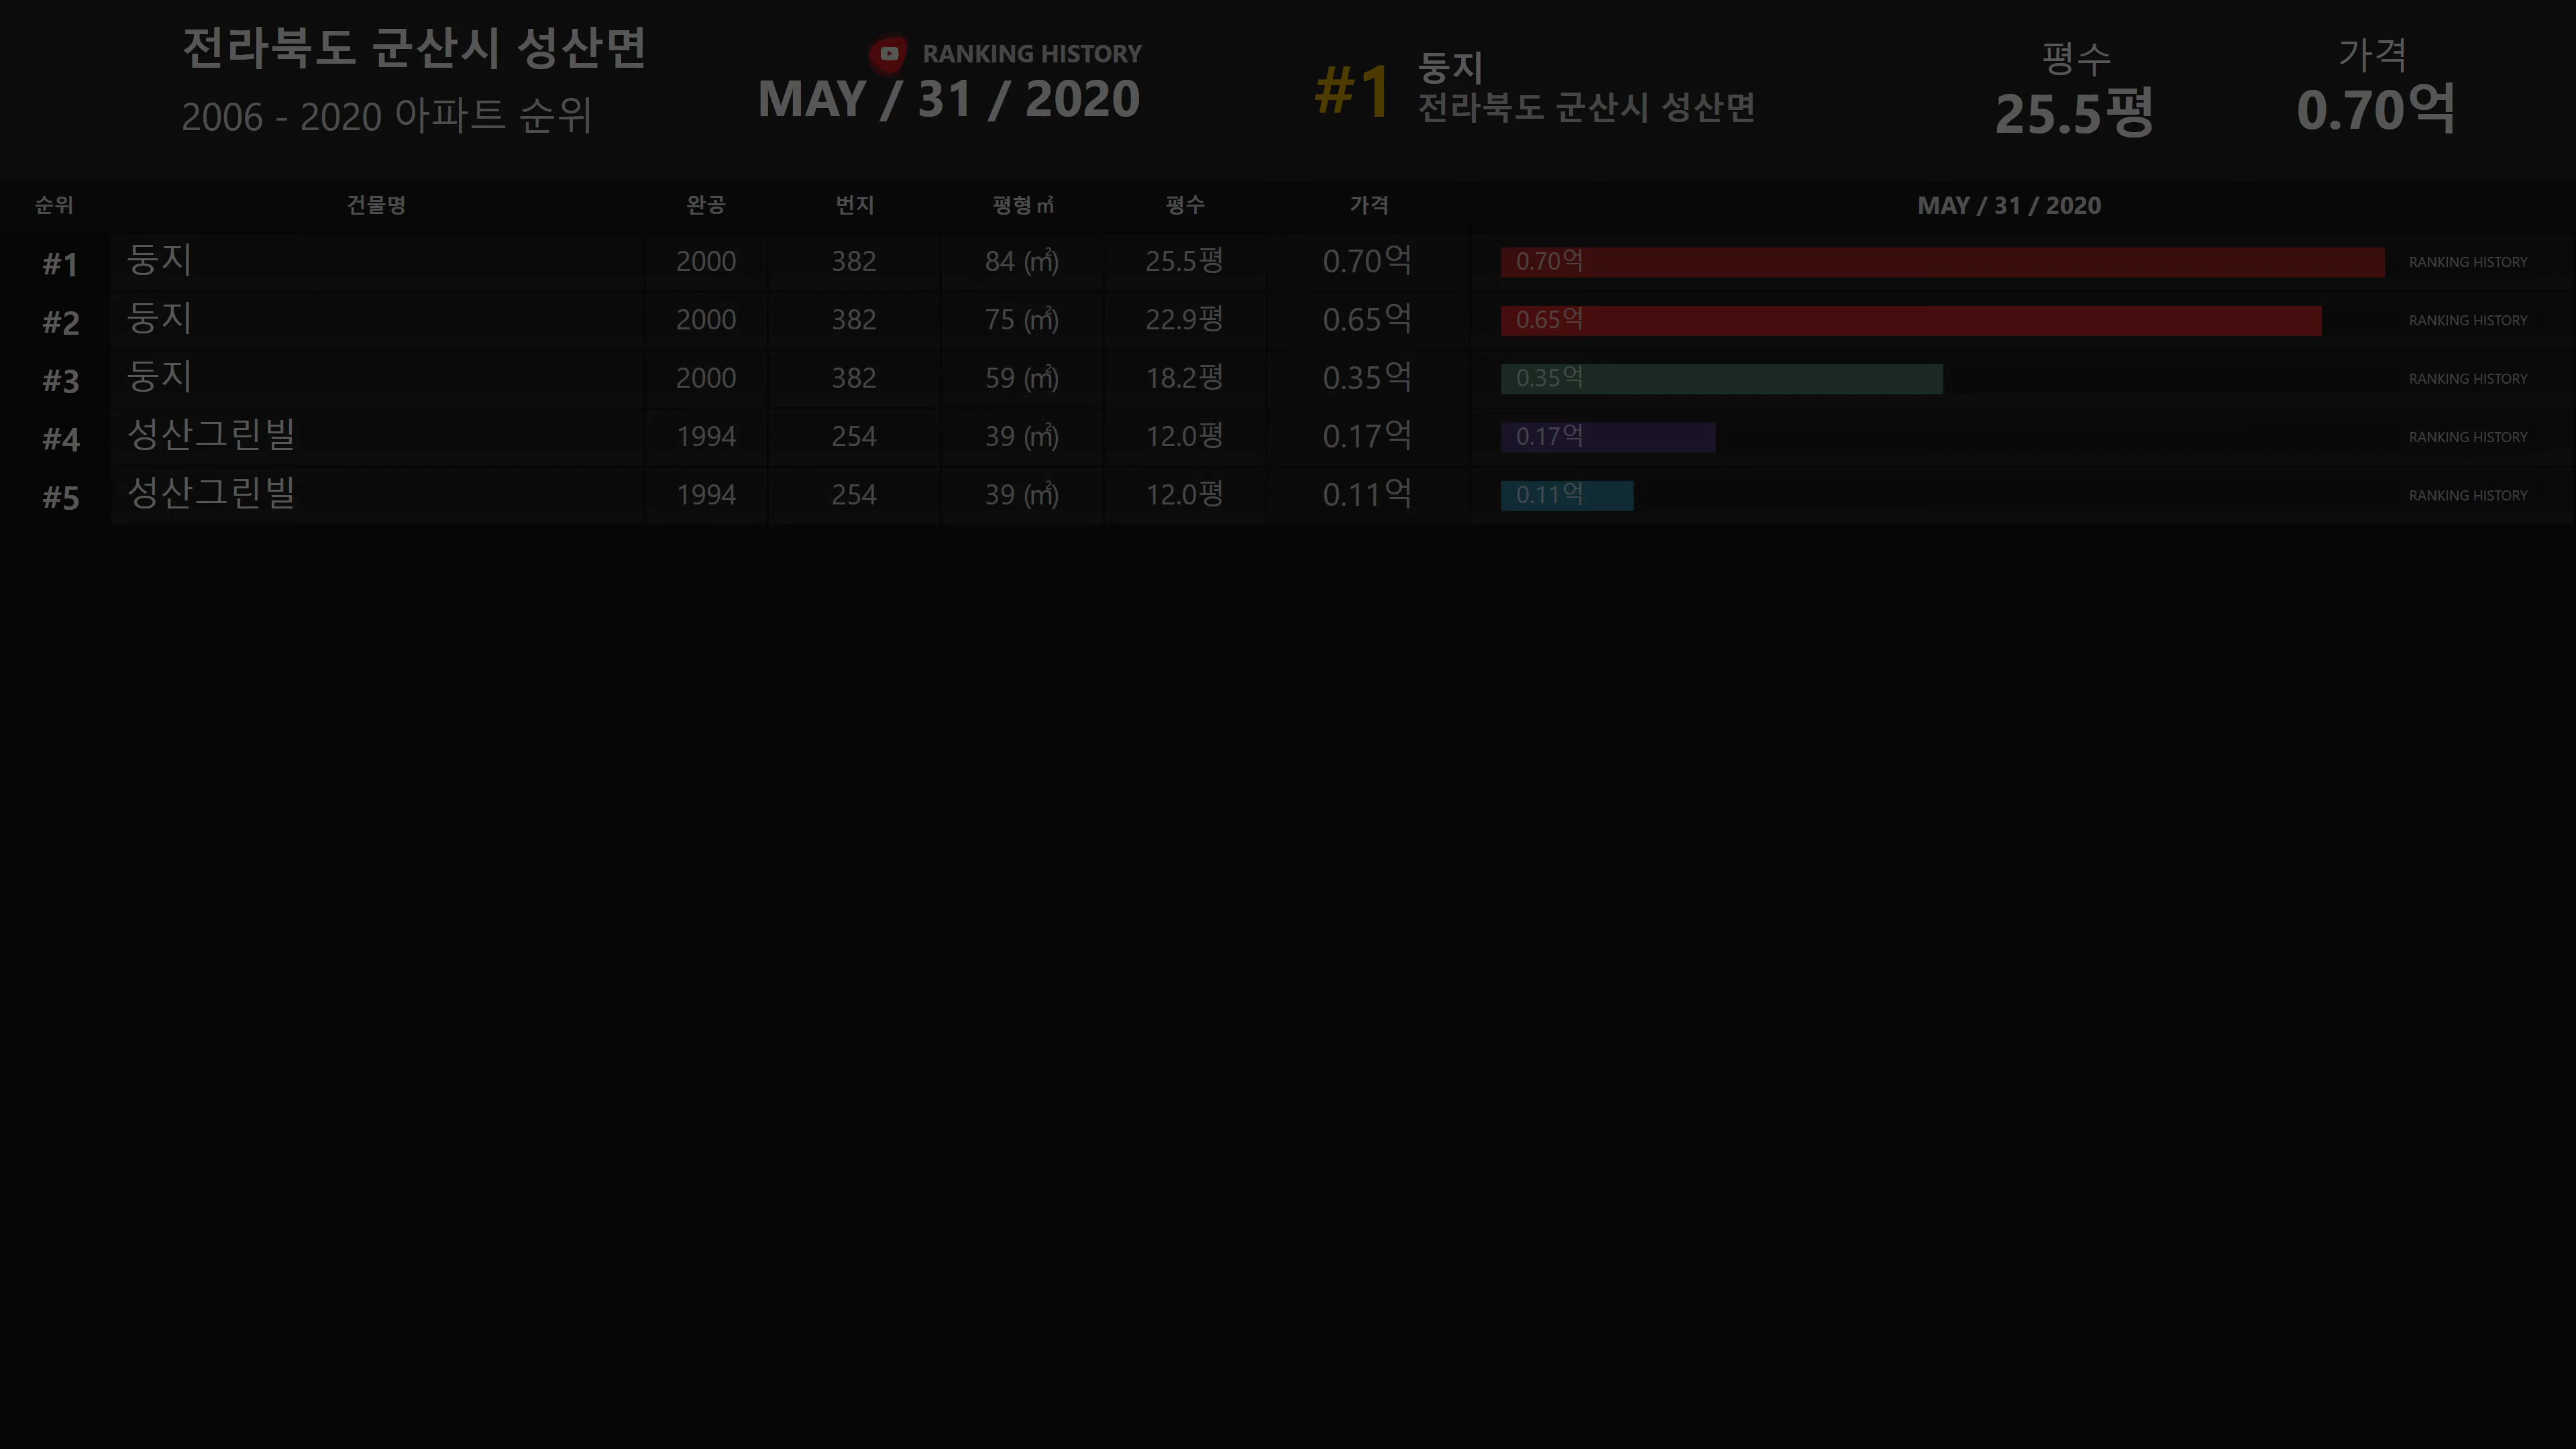 전라북도 군산시 성산면
2006 - 2020 아파트 순위
RANKING HISTORY
MAY / 31 / 2020
#1
둥지
전라북도 군산시 성산면
평수
25.5평
가격
0.70억
순위 건물명 완공 번지 평형㎡ 평수 가격 MAY / 31 / 2020
#1 둥지 2000 382 84 (㎡) 25.5평 0.70억 0.70억 RANKING HISTORY
#2 둥지 2000 382 75 (㎡) 22.9평 0.65억 0.65억 RANKING HISTORY
#3 둥지 2000 382 59 (㎡) 18.2평 0.35억 0.35억 RANKING HISTORY
#4 성산그린빌 1994 254 39 (㎡) 12.0평 0.17억 0.17억 RANKING HISTORY
#5 성산그린빌 1994 254 39 (㎡) 12.0평 0.11억 0.11억 RANKING HISTORY